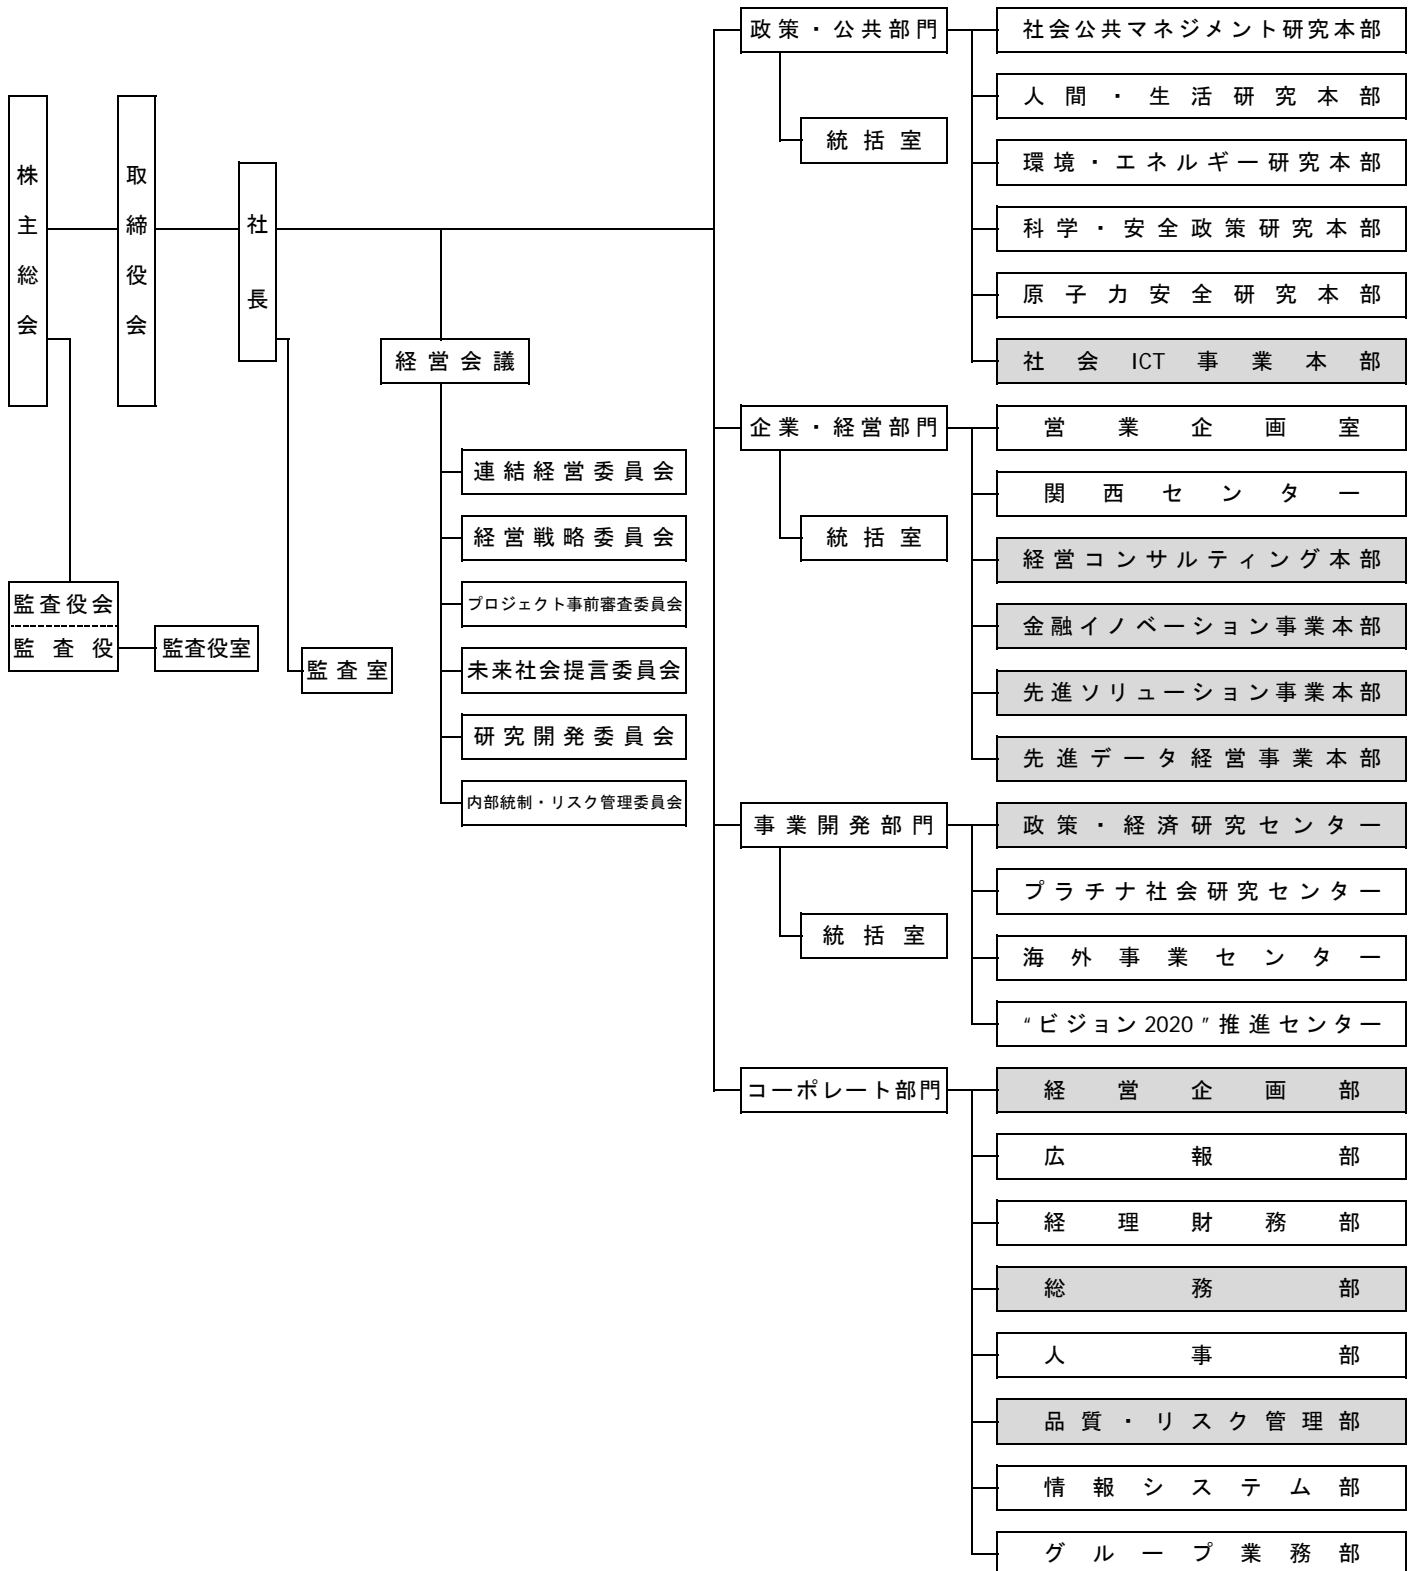 株主総会
取締役会
社長
経営会議
連結経営委員会
経営戦略委員会
プロジェクト事前審査委員会
未来社会提言委員会
研究開発委員会
内部統制・リスク管理委員会
監査役会
監査役
監査役室
監査室
政策・公共部門
統括室
社会公共マネジメント研究本部
人間・生活研究本部
環境・エネルギー研究本部
科学・安全政策研究本部
原子力安全研究本部
社会ICT事業本部
企業・経営部門
統括室
営業企画室
関西センター
経営コンサルティング本部
金融イノベーション事業本部
先進ソリューション事業本部
先進データ経営事業本部
事業開発部門
統括室
政策・経済研究センター
プラチナ社会研究センター
海外事業センター
“ビジョン2020”推進センター
コーポレート部門
経営企画部
広報部
経理財務部
総務部
人事部
品質・リスク管理部
情報システム部
グループ業務部